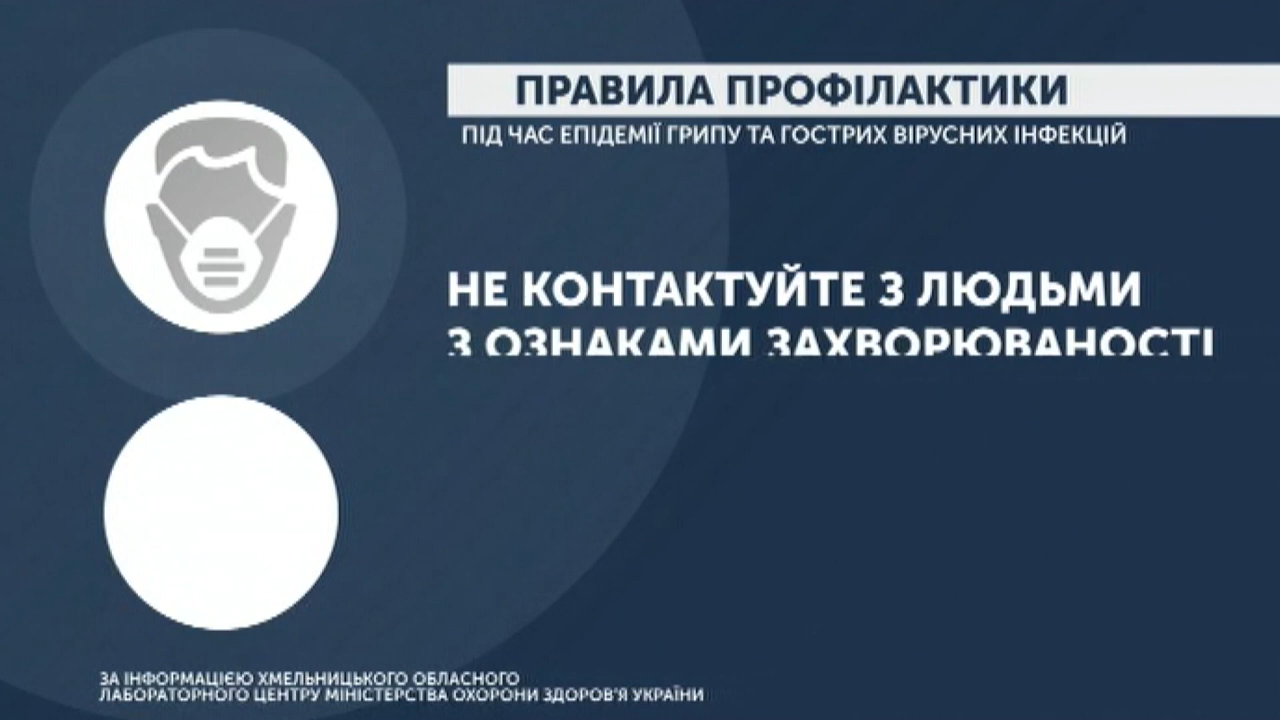 ПРАВИЛА ПРОФІЛАКТИКИ
ПІД ЧАС ЕПІДЕМІЇ ГРИПУ ТА ГОСТРИХ ВІРУСНИХ ІНФЕКЦІЙ
НЕ КОНТАКТУЙТЕ З ЛЮДЬМИ
З ОЗНАКАМИ ЗАХВОРЮВАНОСТІ
ЗА ІНФОРМАЦІЄЮ ХМЕЛЬНИЦЬКОГО ОБЛАСНОГО
ЛАБОРАТОРНОГО ЦЕНТРУ МІНІСТЕРСТВА ОХОРОНИ ЗДОРОВ'Я УКРАЇНИ